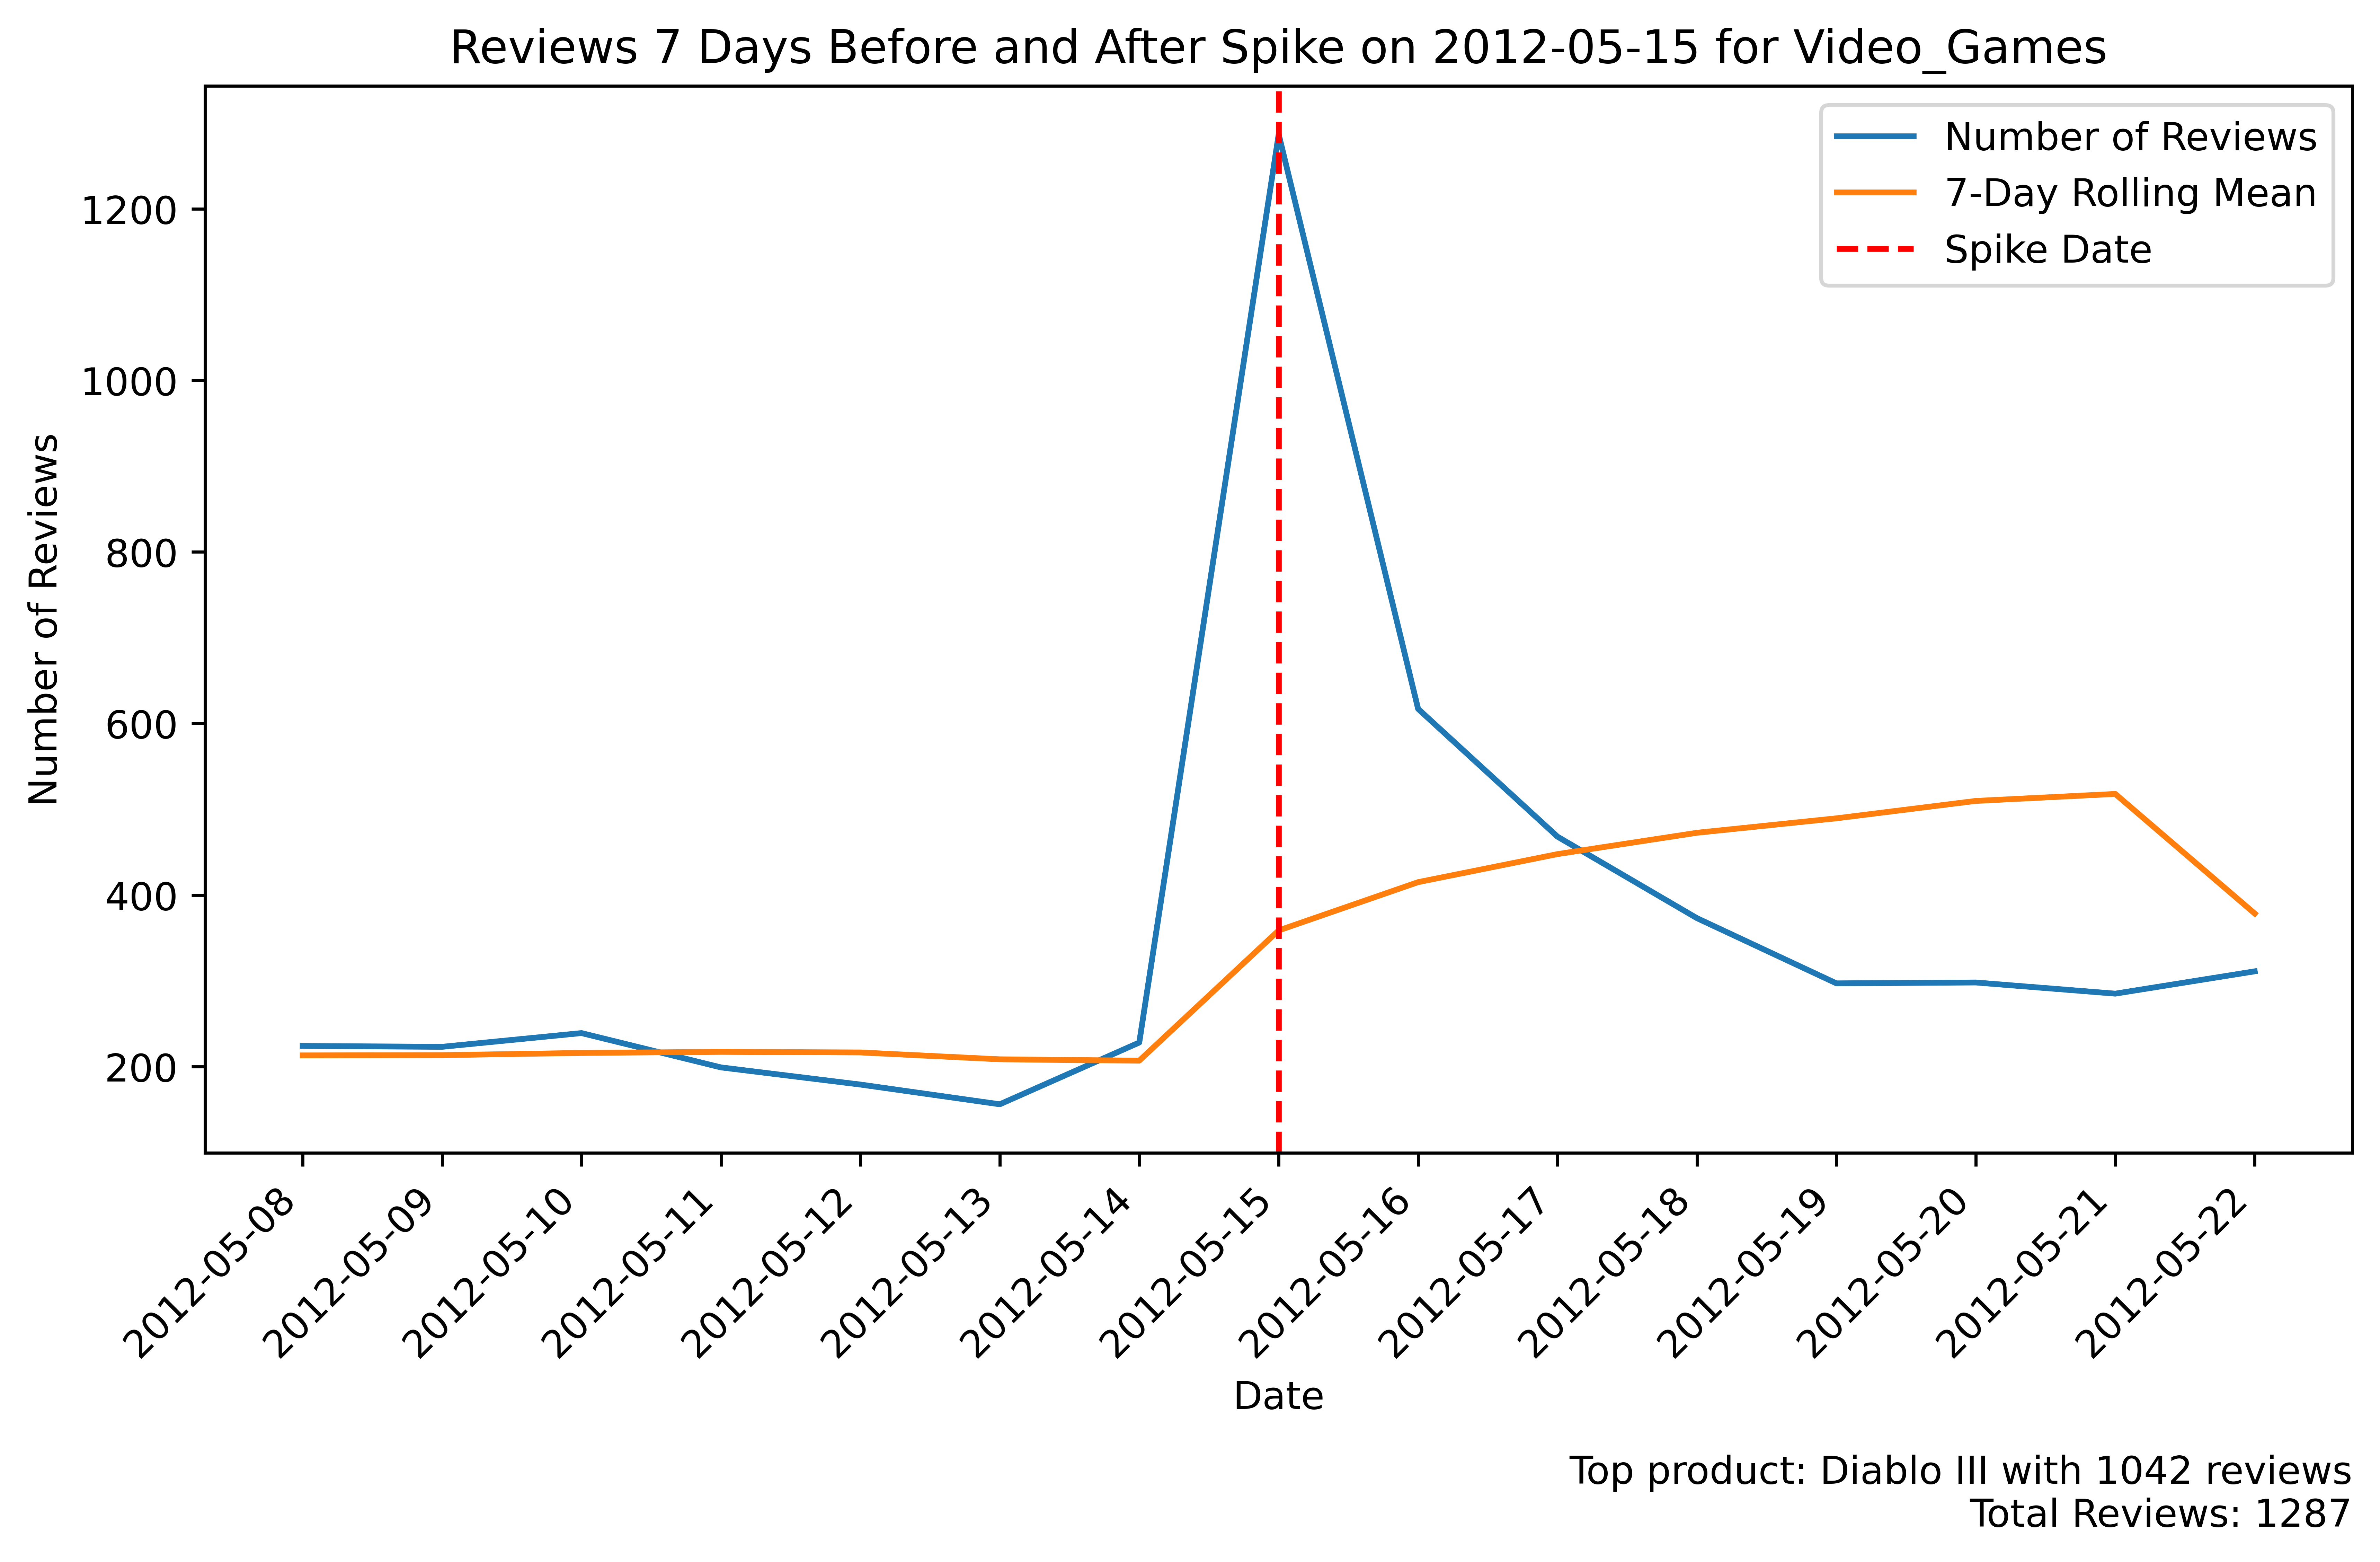 Reviews 7 Days Before and After Spike on 2012-05-15 for Video_Games
Number of Reviews
7-Day Rolling Mean
Spike Date
Number of Reviews
1200
1000
800
600
400
200
2012-05-08
2012-05-09
2012-05-10
2012-05-11
2012-05-12
2012-05-13
2012-05-14
2012-05-15
2012-05-16
2012-05-17
2012-05-18
2012-05-19
2012-05-20
2012-05-21
2012-05-22
Date
Top product: Diablo III with 1042 reviews
Total Reviews: 1287